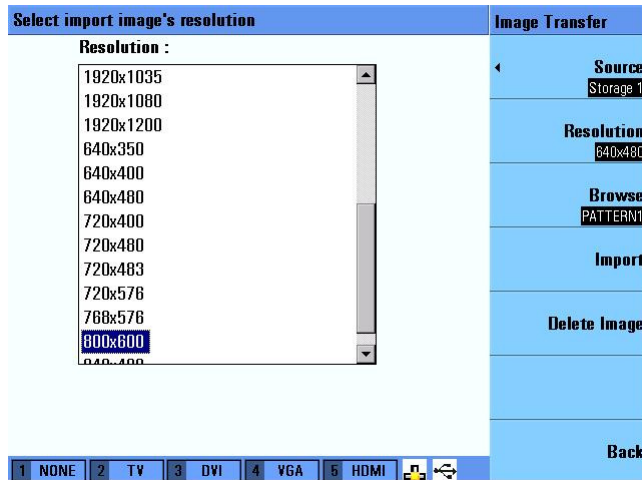 Select import image's resolution
Image Transfer
Resolution :
1920x1035
1920x1080
1920x1200
640x350
640x400
640x480
720x400
720x480
720x483
720x576
768x576
800x600
Source
Storage 1
Resolution
640x480
Browse
PATTERN1
Import
Delete Image
Back
1 NONE 2 TV 3 DVI 4 VGA 5 HDMI